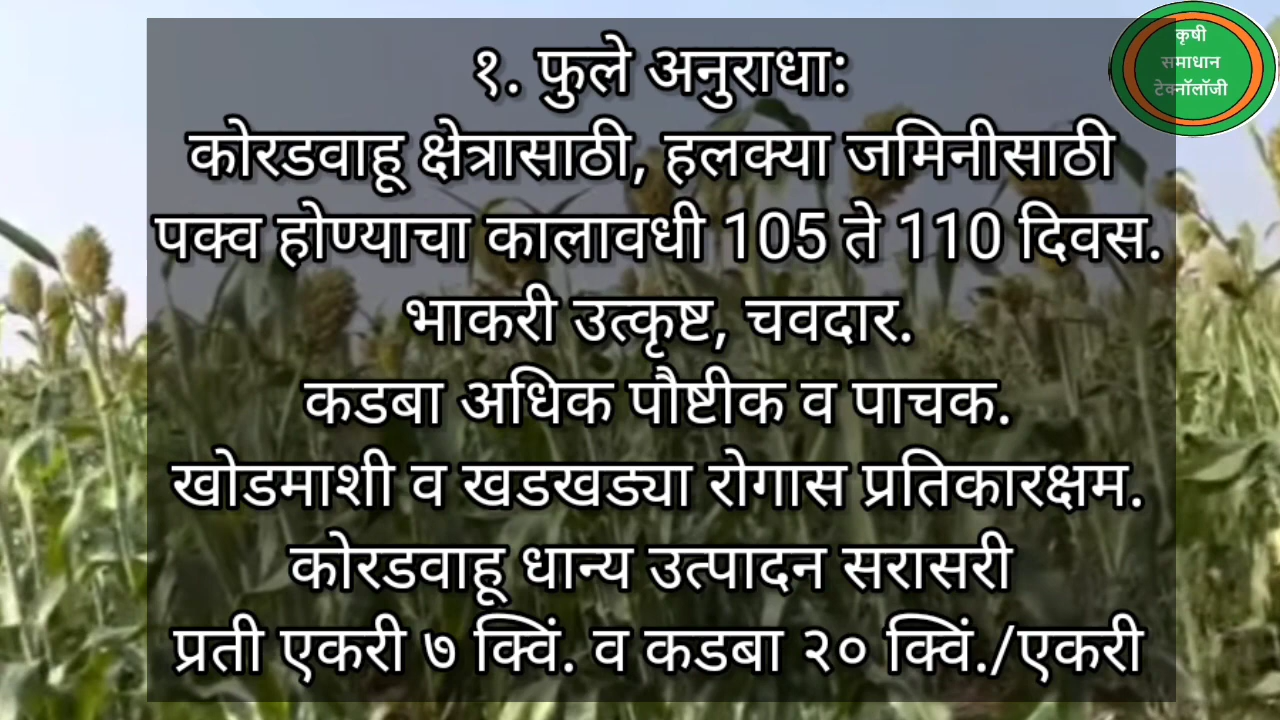 कृषी
समाधान
टेक्नॉलॉजी
१. फुले अनुराधा:
कोरडवाहू क्षेत्रासाठी, हलक्या जमिनीसाठी
पक्व होण्याचा कालावधी 105 ते 110 दिवस.
भाकरी उत्कृष्ट, चवदार.
कडबा अधिक पौष्टीक व पाचक.
खोडमाशी व खडखड्या रोगास प्रतिकारक्षम.
कोरडवाहू धान्य उत्पादन सरासरी
प्रती एकरी ७ क्विं. व कडबा २० क्विं./एकरी